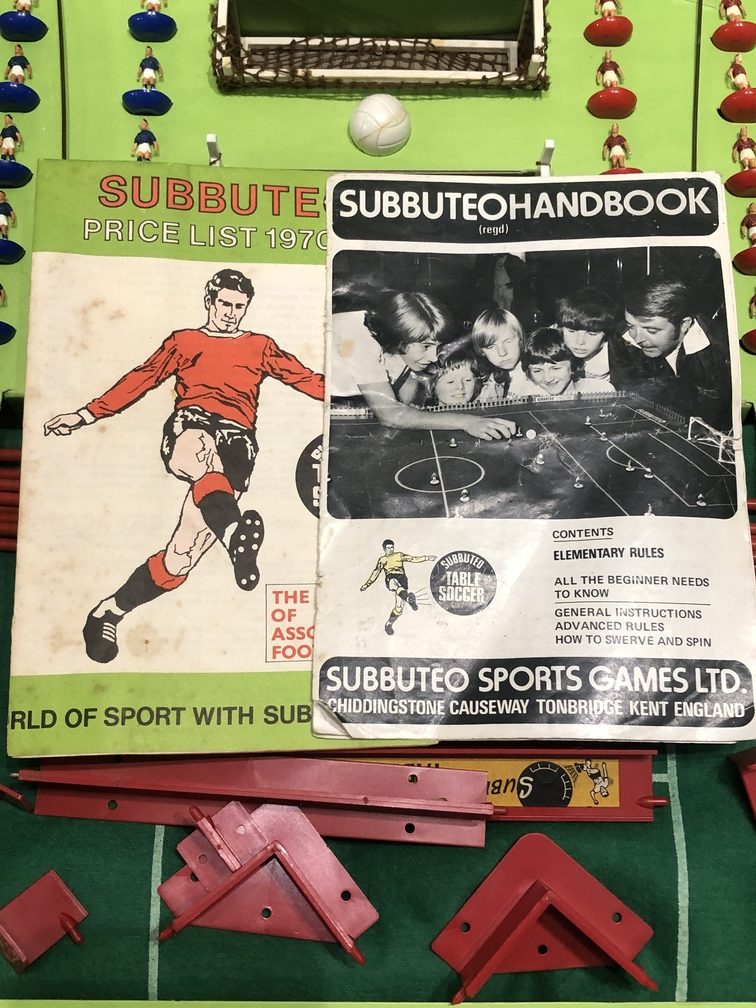 SUBBUTE
PRICE LIST 1970
THE
OF
ASSO
FOO
RLD OF SPORT WITH SUB
SUBBUTEO HANDBOOK
(regd)
SUBBUTEO
TABLE
SOCCER
CONTENTS
ELEMENTARY RULES
ALL THE BEGINNER NEEDS
TO KNOW
GENERAL INSTRUCTIONS
ADVANCED RULES
HOW TO SWERVE AND SPIN
SUBBUTEO SPORTS GAMES LTD.
CHIDDINGSTONE CAUSEWAY TONBRIDGE KENT ENGLAND